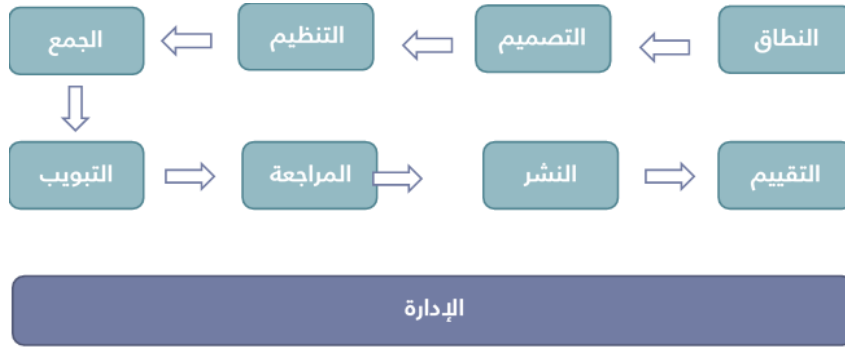 النطاق
التصميم
التنظيم
الجمع
التبويب
المراجعة
النشر
التقييم
الإدارة